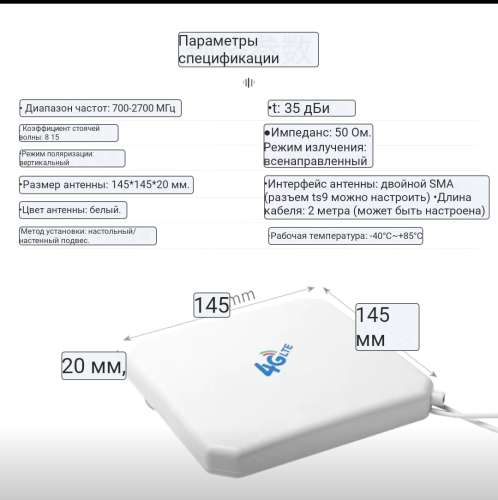 Параметры
спецификации
• Диапазон частот: 700-2700 МГц
•t: 35 дБи
Коэффициент стоячей
волны: 8 15
●Импеданс: 50 Ом.
Режим излучения:
всенаправленный
•Режим поляризации:
вертикальный
•Размер антенны: 145*145*20 мм.
•Интерфейс антенны: двойной SMA
(разъем ts9 можно настроить) •Длина
кабеля: 2 метра (может быть настроена)
•Цвет антенны: белый.
Метод установки: настольный/
настенный подвес.
•Рабочая температура: -40°C~+85°C
145mm
145
мм
20 мм,
4G LTE